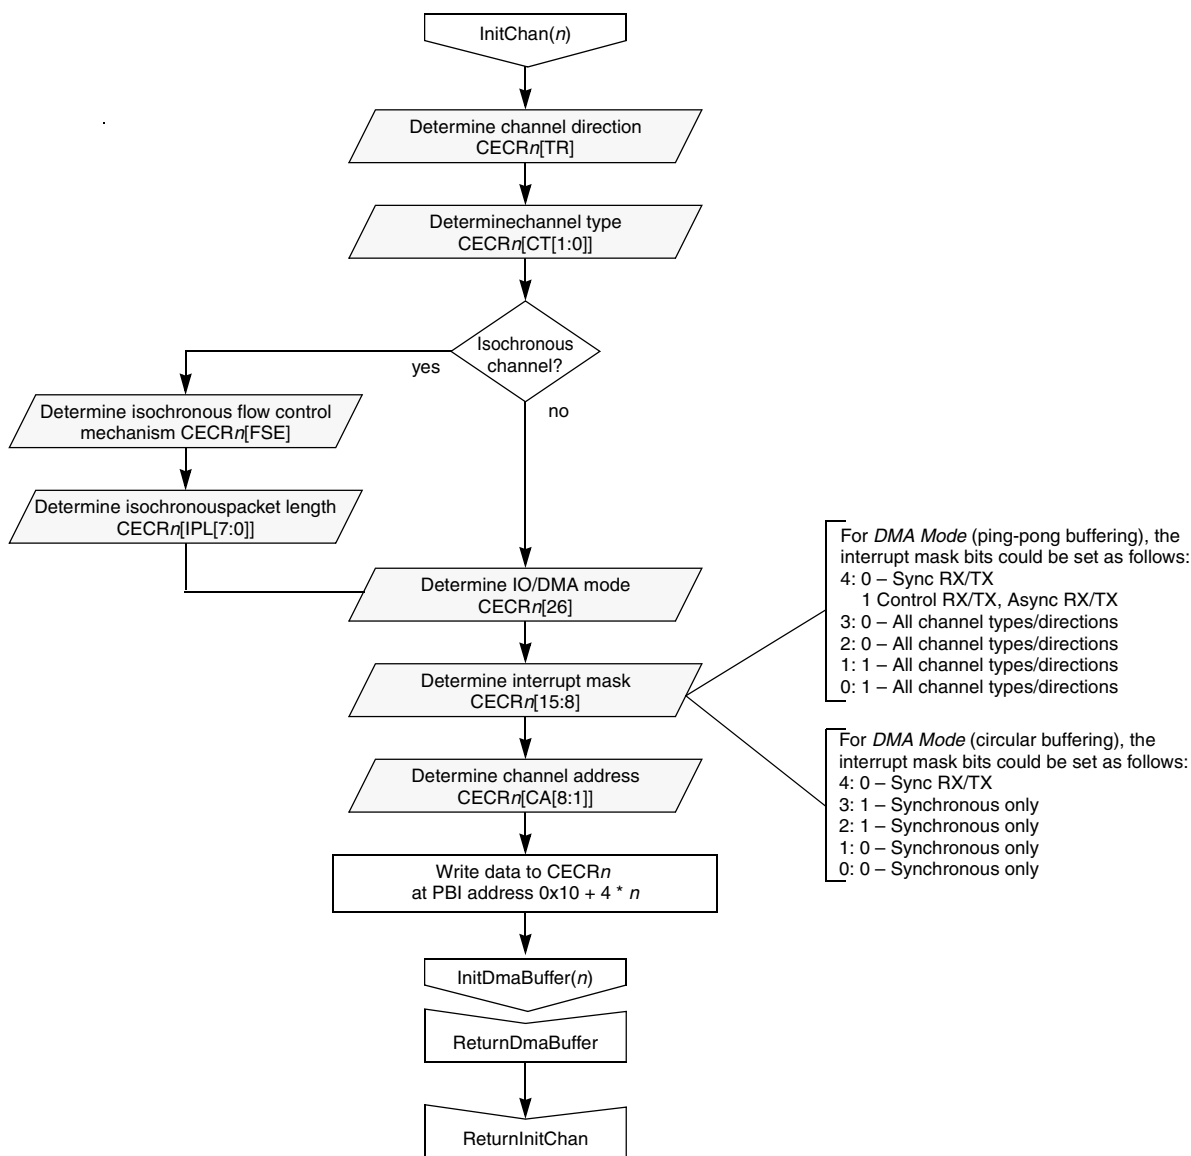 InitChan(n)
Determine channel direction
CECRn[TR]
Determinechannel type
CECRn[CT[1:0]]
Isochronous
channel?
yes
no
Determine isochronous flow control
mechanism CECRn[FSE]
Determine isochronouspacket length
CECRn[IPL[7:0]]
Determine IO/DMA mode
CECRn[26]
Determine interrupt mask
CECRn[15:8]
For DMA Mode (ping-pong buffering), the
interrupt mask bits could be set as follows:
4: 0 – Sync RX/TX
1 Control RX/TX, Async RX/TX
3: 0 – All channel types/directions
2: 0 – All channel types/directions
1: 1 – All channel types/directions
0: 1 – All channel types/directions
For DMA Mode (circular buffering), the
interrupt mask bits could be set as follows:
4: 0 – Sync RX/TX
3: 1 – Synchronous only
2: 1 – Synchronous only
1: 0 – Synchronous only
0: 0 – Synchronous only
Determine channel address
CECRn[CA[8:1]]
Write data to CECRn
at PBI address 0x10 + 4 * n
InitDmaBuffer(n)
ReturnDmaBuffer
ReturnInitChan